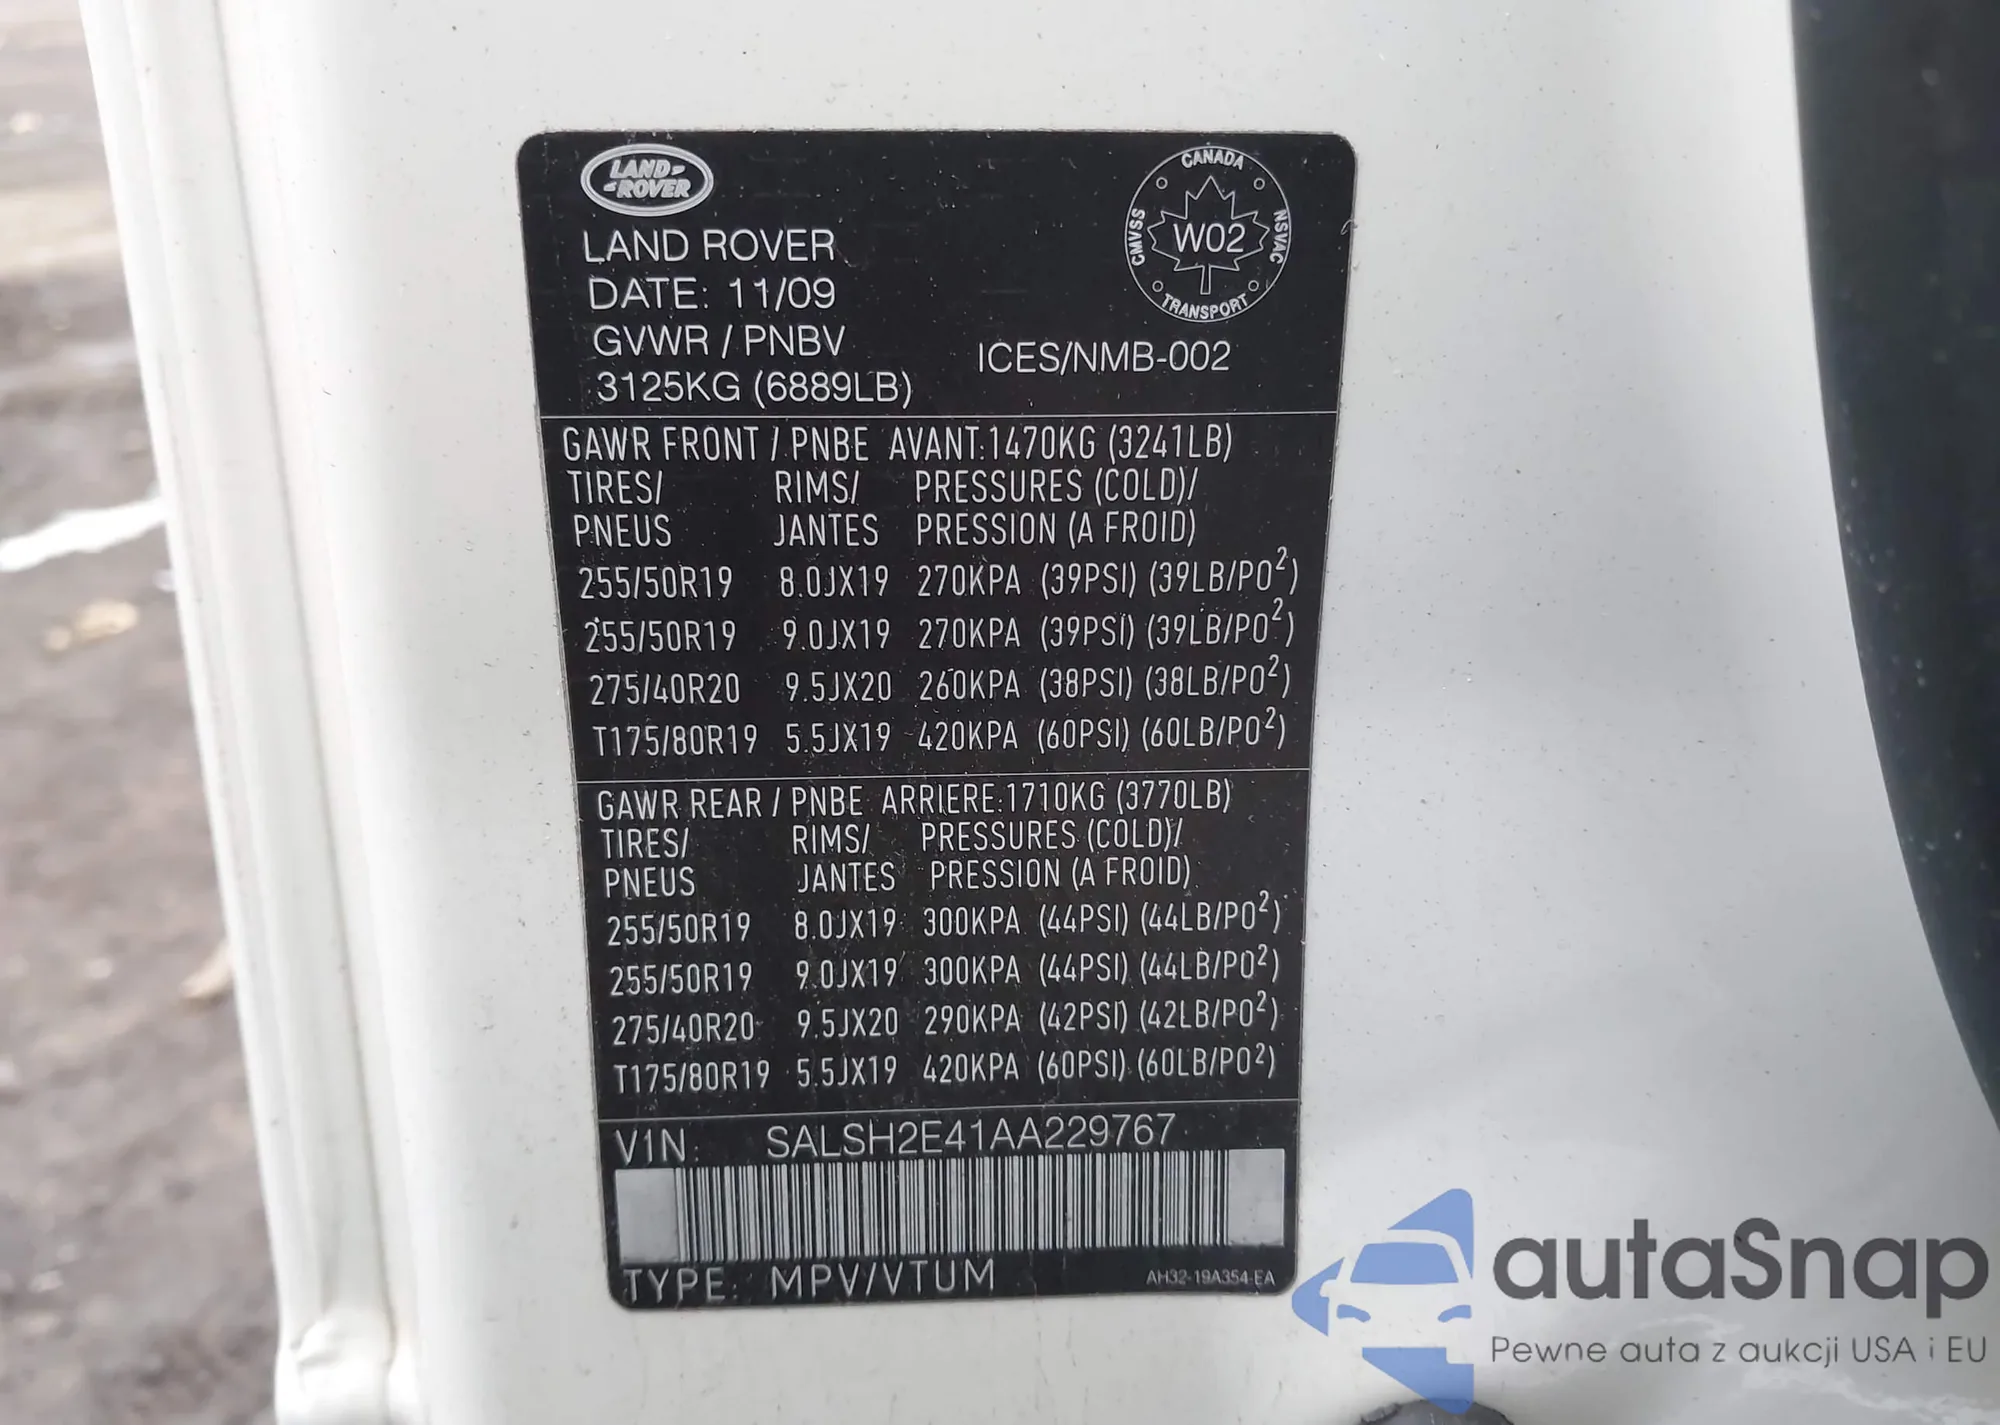 LAND-
-ROVER
LAND ROVER
DATE: 11/09
GVWR / PNBV
3125KG (6889LB)
CANADA
CMVSS
W02
NSVAC
TRANSPORT
ICES/NMB-002
GAWR FRONT / PNBE AVANT:1470KG (3241LB)
TIRES/ RIMS/ PRESSURES (COLD)/
PNEUS JANTES PRESSION (A FROID)
255/50R19 8.0JX19 270KPA (39PSI) (39LB/PO²)
255/50R19 9.0JX19 270KPA (39PSI) (39LB/PO²)
275/40R20 9.5JX20 260KPA (38PSI) (38LB/PO²)
T175/80R19 5.5JX19 420KPA (60PSI) (60LB/PO²)
GAWR REAR / PNBE ARRIERE:1710KG (3770LB)
TIRES/ RIMS/ PRESSURES (COLD)/
PNEUS JANTES PRESSION (A FROID)
255/50R19 8.0JX19 300KPA (44PSI) (44LB/PO²)
255/50R19 9.0JX19 300KPA (44PSI) (44LB/PO²)
275/40R20 9.5JX20 290KPA (42PSI) (42LB/PO²)
T175/80R19 5.5JX19 420KPA (60PSI) (60LB/PO²)
VIN: SALSH2E41AA229767
TYPE: MPV/VTUM
AH32-19A354-EA
autaSnap
Pewne auta z aukcji USA i EU